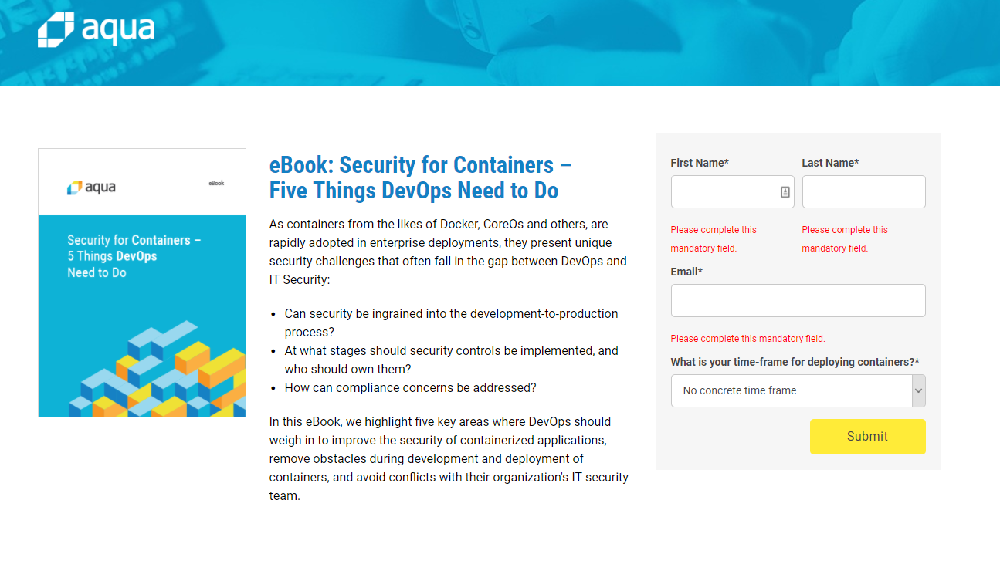 aqua
aqua
eBook
Security for Containers –
5 Things DevOps
Need to Do
eBook: Security for Containers –
Five Things DevOps Need to Do
As containers from the likes of Docker, CoreOs and others, are
rapidly adopted in enterprise deployments, they present unique
security challenges that often fall in the gap between DevOps and
IT Security:
• Can security be ingrained into the development-to-production
process?
• At what stages should security controls be implemented, and
who should own them?
• How can compliance concerns be addressed?
In this eBook, we highlight five key areas where DevOps should
weigh in to improve the security of containerized applications,
remove obstacles during development and deployment of
containers, and avoid conflicts with their organization's IT security
team.
First Name* Last Name*
Please complete this Please complete this
mandatory field. mandatory field.
Email*
Please complete this mandatory field.
What is your time-frame for deploying containers?*
No concrete time frame
Submit